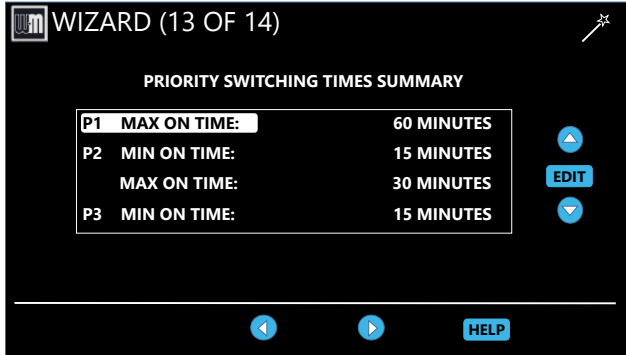 WM WIZARD (13 OF 14)
PRIORITY SWITCHING TIMES SUMMARY
P1 MAX ON TIME: 60 MINUTES
P2 MIN ON TIME: 15 MINUTES
MAX ON TIME: 30 MINUTES
EDIT
P3 MIN ON TIME: 15 MINUTES
HELP